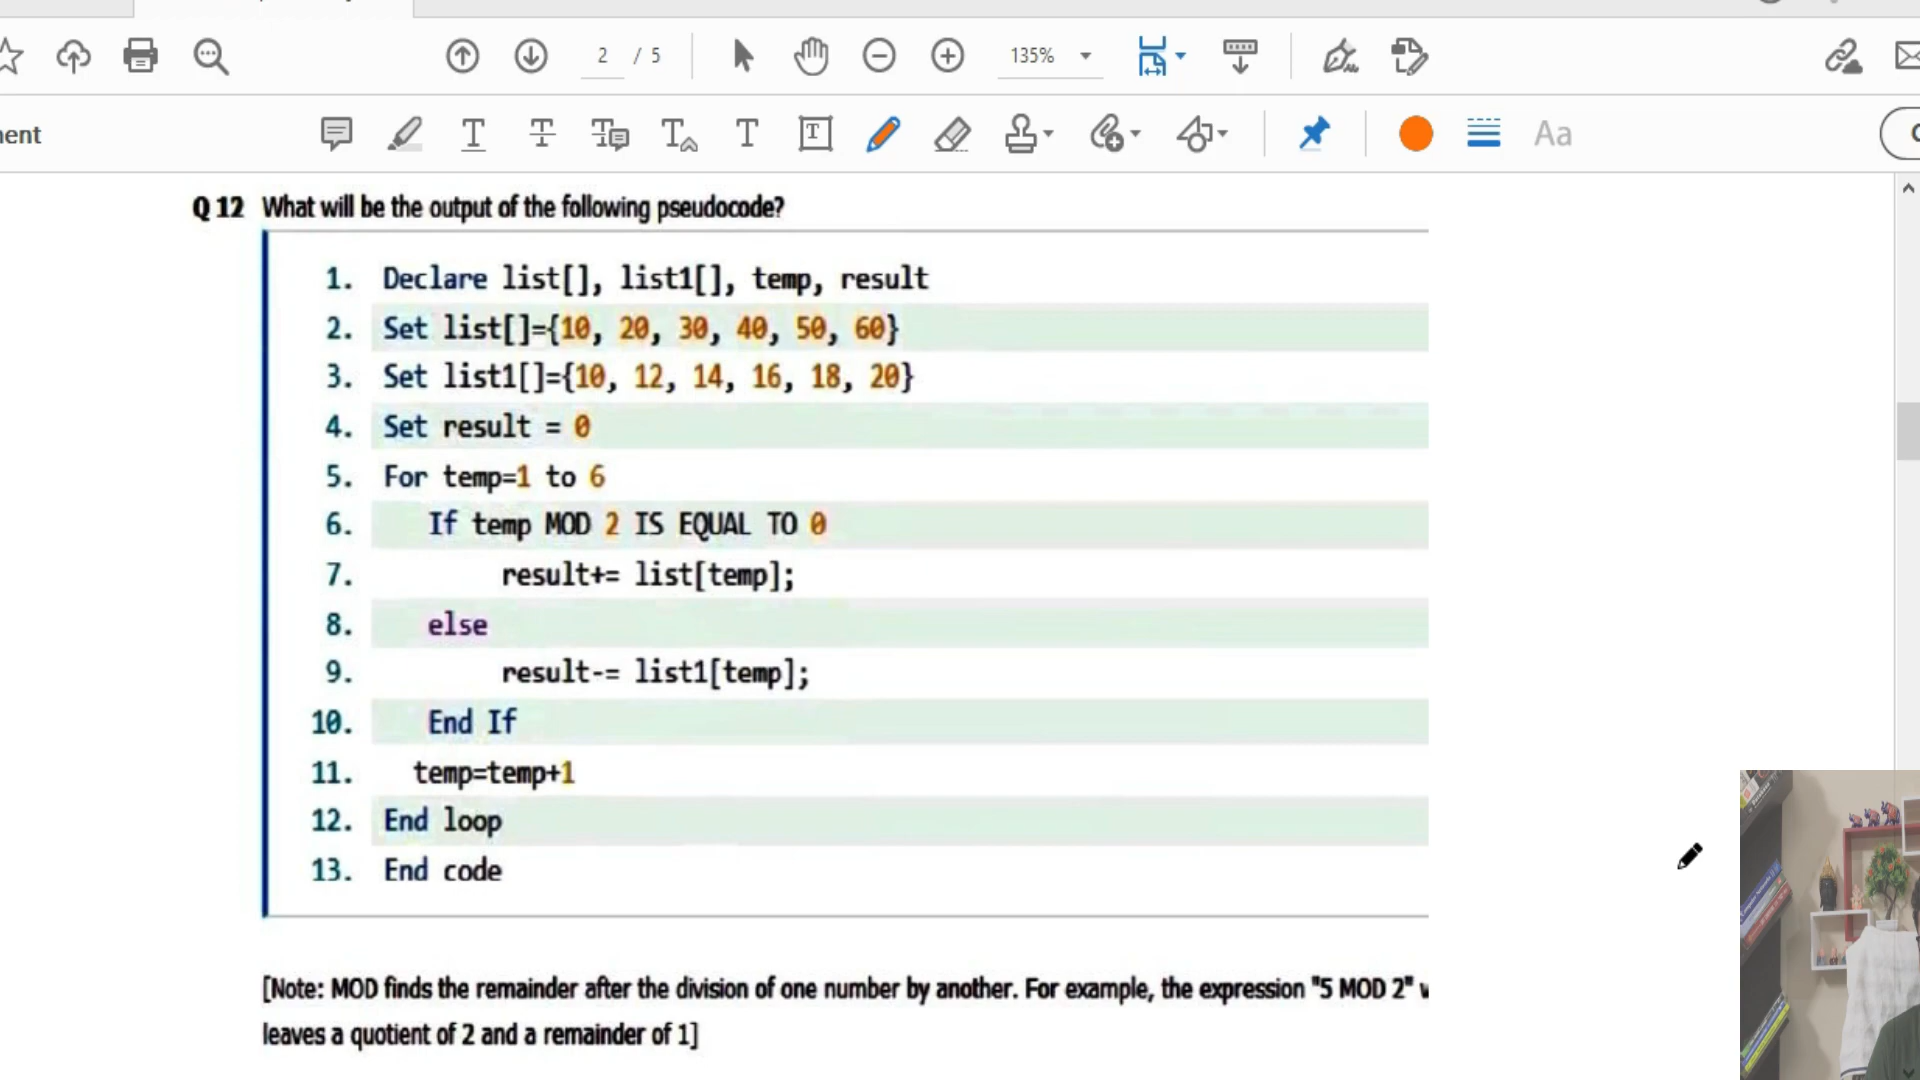 2 / 5
135%
ent
Aa
Q 12 What will be the output of the following pseudocode?
1. Declare list[], list1[], temp, result
2. Set list[]={10, 20, 30, 40, 50, 60}
3. Set list1[]={10, 12, 14, 16, 18, 20}
4. Set result = 0
5. For temp=1 to 6
6. If temp MOD 2 IS EQUAL TO 0
7. result+= list[temp];
8. else
9. result-= list1[temp];
10. End If
11. temp=temp+1
12. End loop
13. End code
[Note: MOD finds the remainder after the division of one number by another. For example, the expression "5 MOD 2"
leaves a quotient of 2 and a remainder of 1]